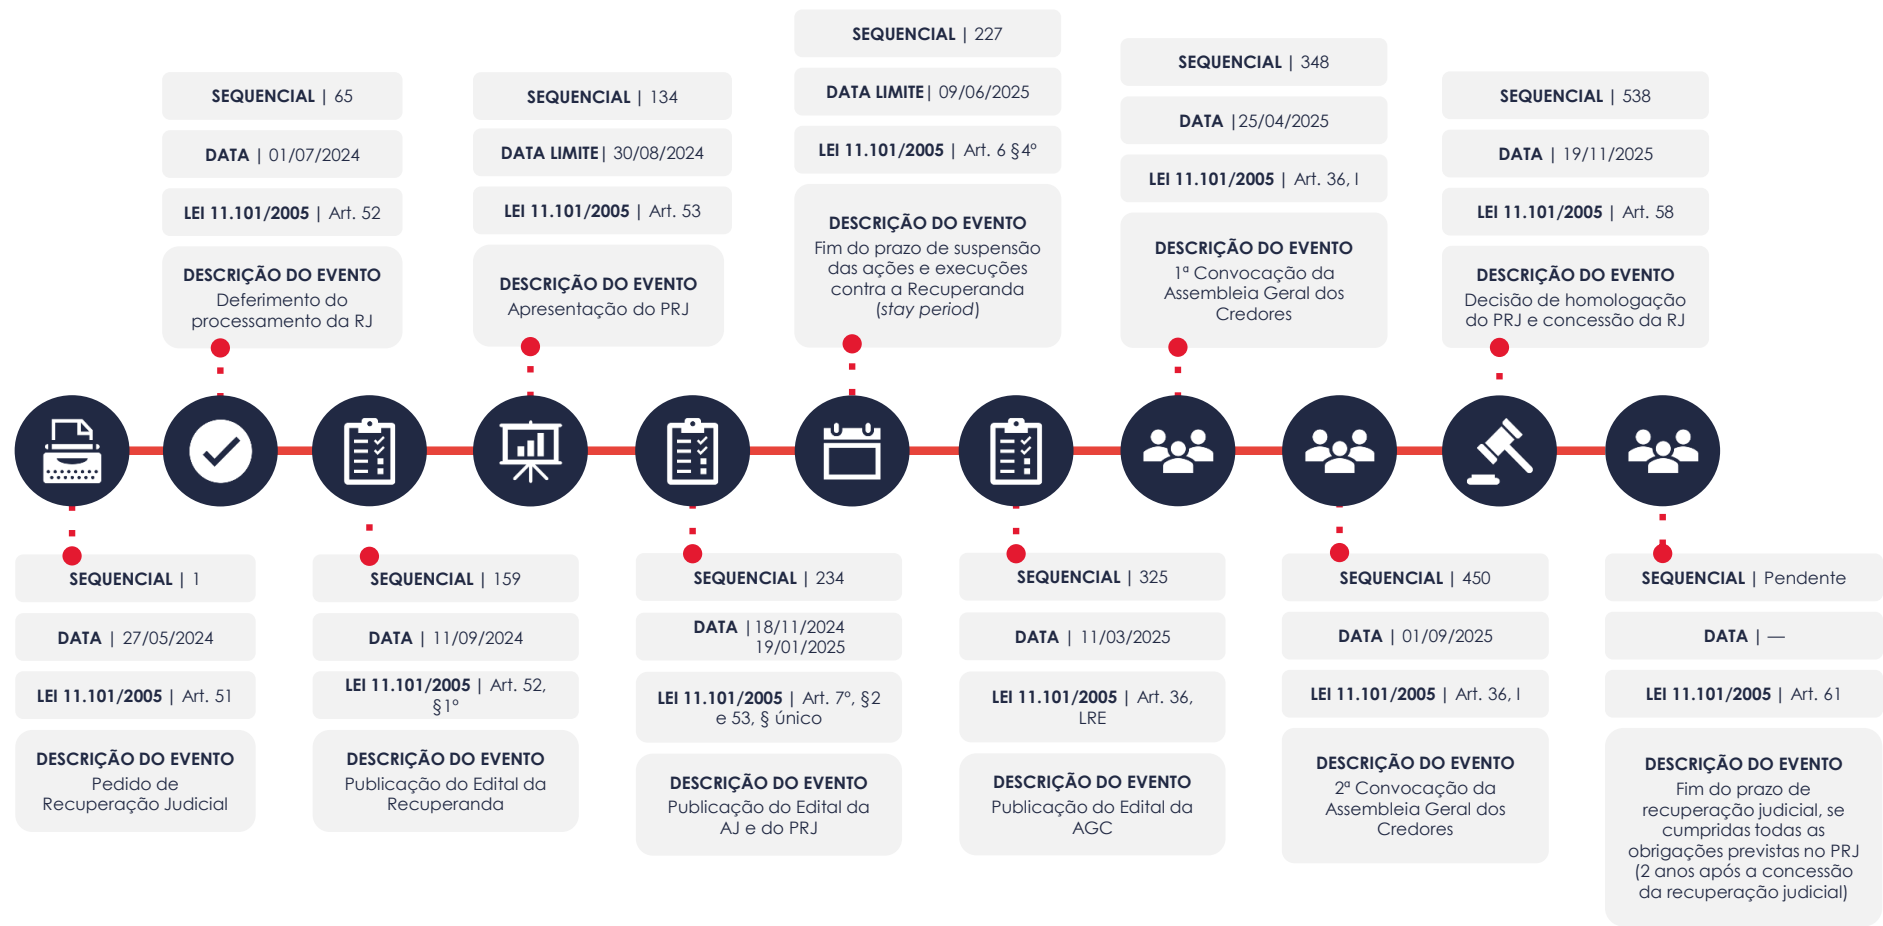 SEQUENCIAL | 65
DATA | 01/07/2024
LEI 11.101/2005 | Art. 52
DESCRIÇÃO DO EVENTO
Deferimento do
processamento da RJ
SEQUENCIAL | 134
DATA LIMITE| 30/08/2024
LEI 11.101/2005 | Art. 53
DESCRIÇÃO DO EVENTO
Apresentação do PRJ
SEQUENCIAL | 227
DATA LIMITE| 09/06/2025
LEI 11.101/2005 | Art. 6 §4º
DESCRIÇÃO DO EVENTO
Fim do prazo de suspensão
das ações e execuções
contra a Recuperanda
(stay period)
SEQUENCIAL | 348
DATA |25/04/2025
LEI 11.101/2005 | Art. 36, I
DESCRIÇÃO DO EVENTO
1ª Convocação da
Assembleia Geral dos
Credores
SEQUENCIAL | 538
DATA | 19/11/2025
LEI 11.101/2005 | Art. 58
DESCRIÇÃO DO EVENTO
Decisão de homologação
do PRJ e concessão da RJ
SEQUENCIAL | 1
DATA | 27/05/2024
LEI 11.101/2005 | Art. 51
DESCRIÇÃO DO EVENTO
Pedido de
Recuperação Judicial
SEQUENCIAL | 159
DATA | 11/09/2024
LEI 11.101/2005 | Art. 52,
§1º
DESCRIÇÃO DO EVENTO
Publicação do Edital da
Recuperanda
SEQUENCIAL | 234
DATA |18/11/2024
19/01/2025
LEI 11.101/2005 | Art. 7º, §2
e 53, § único
DESCRIÇÃO DO EVENTO
Publicação do Edital da
AJ e do PRJ
SEQUENCIAL | 325
DATA | 11/03/2025
LEI 11.101/2005 | Art. 36,
LRE
DESCRIÇÃO DO EVENTO
Publicação do Edital da
AGC
SEQUENCIAL | 450
DATA | 01/09/2025
LEI 11.101/2005 | Art. 36, I
DESCRIÇÃO DO EVENTO
2ª Convocação da
Assembleia Geral dos
Credores
SEQUENCIAL | Pendente
DATA | —
LEI 11.101/2005 | Art. 61
DESCRIÇÃO DO EVENTO
Fim do prazo de
recuperação judicial, se
cumpridas todas as
obrigações previstas no PRJ
(2 anos após a concessão
da recuperação judicial)